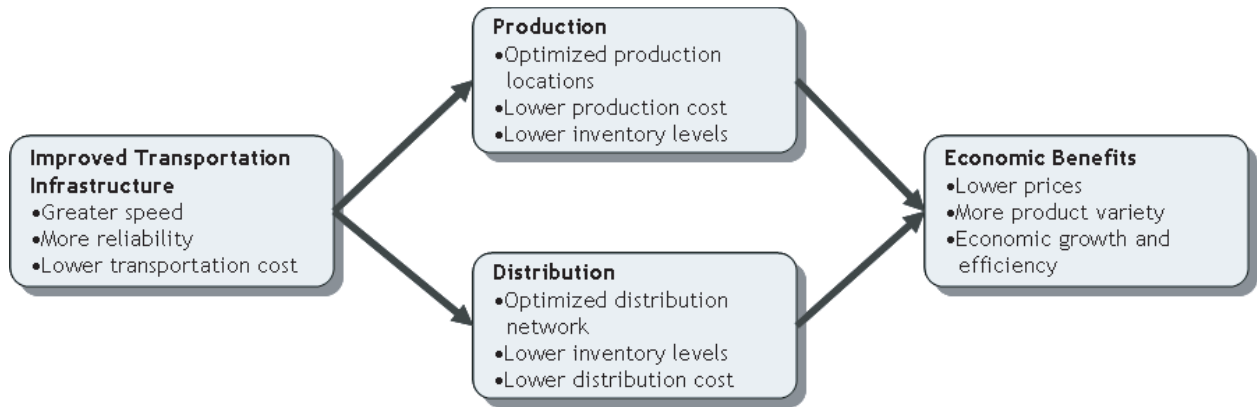 Improved Transportation
Infrastructure
•Greater speed
•More reliability
•Lower transportation cost
Production
•Optimized production
locations
•Lower production cost
•Lower inventory levels
Distribution
•Optimized distribution
network
•Lower inventory levels
•Lower distribution cost
Economic Benefits
•Lower prices
•More product variety
•Economic growth and
efficiency